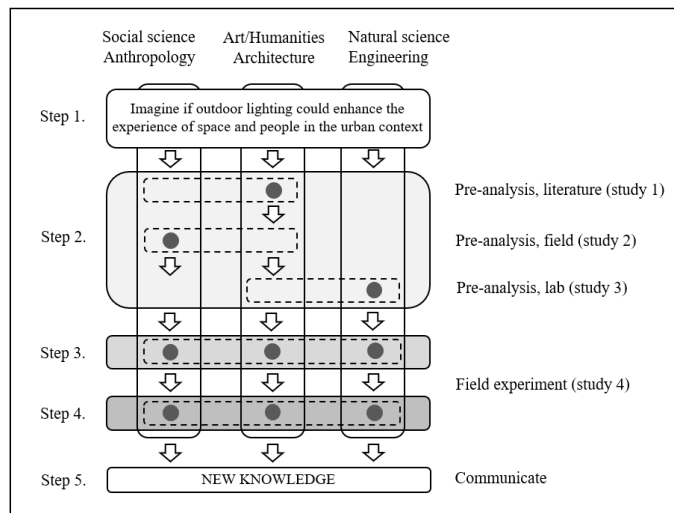 Social science
Anthropology
Art/Humanities
Architecture
Natural science
Engineering
Step 1.
Imagine if outdoor lighting could enhance the
experience of space and people in the urban context
Pre-analysis, literature (study 1)
Step 2.
Pre-analysis, field (study 2)
Pre-analysis, lab (study 3)
Step 3.
Field experiment (study 4)
Step 4.
Step 5.
NEW KNOWLEDGE
Communicate